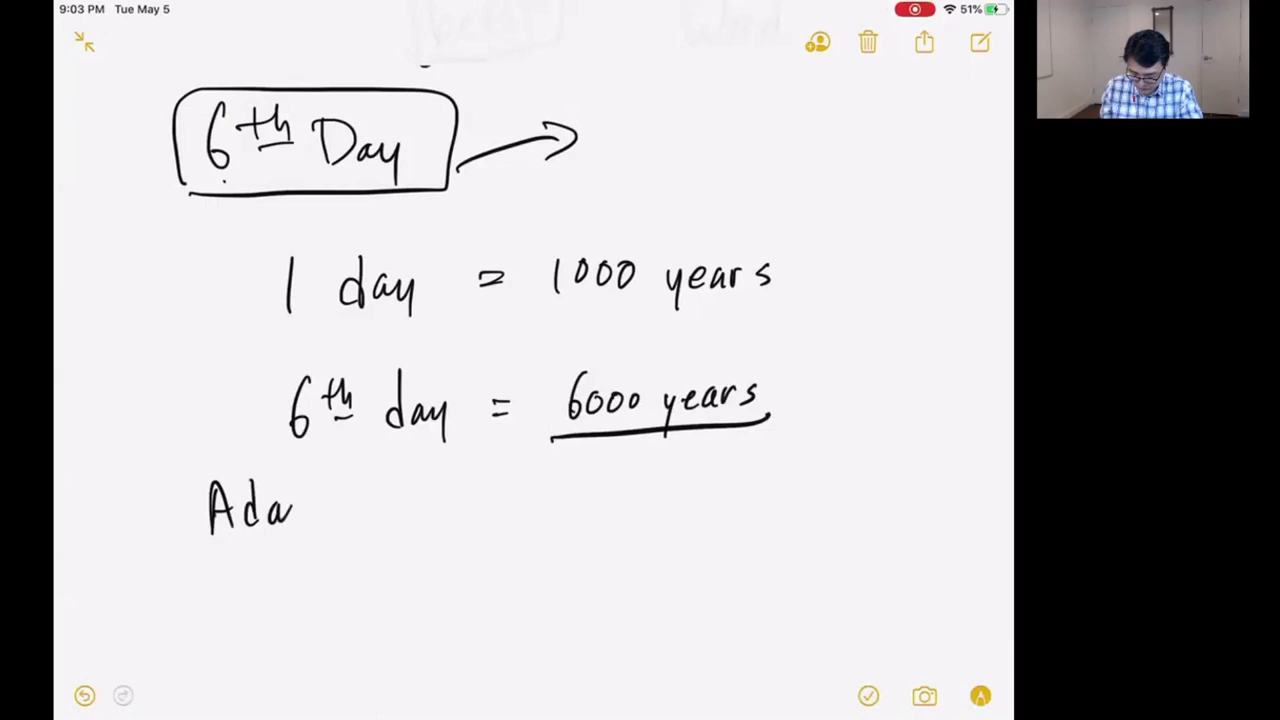 9:03 PM Tue May 5
51%
6th Day
1 day = 1000 years
6th day = 6000 years
Ada